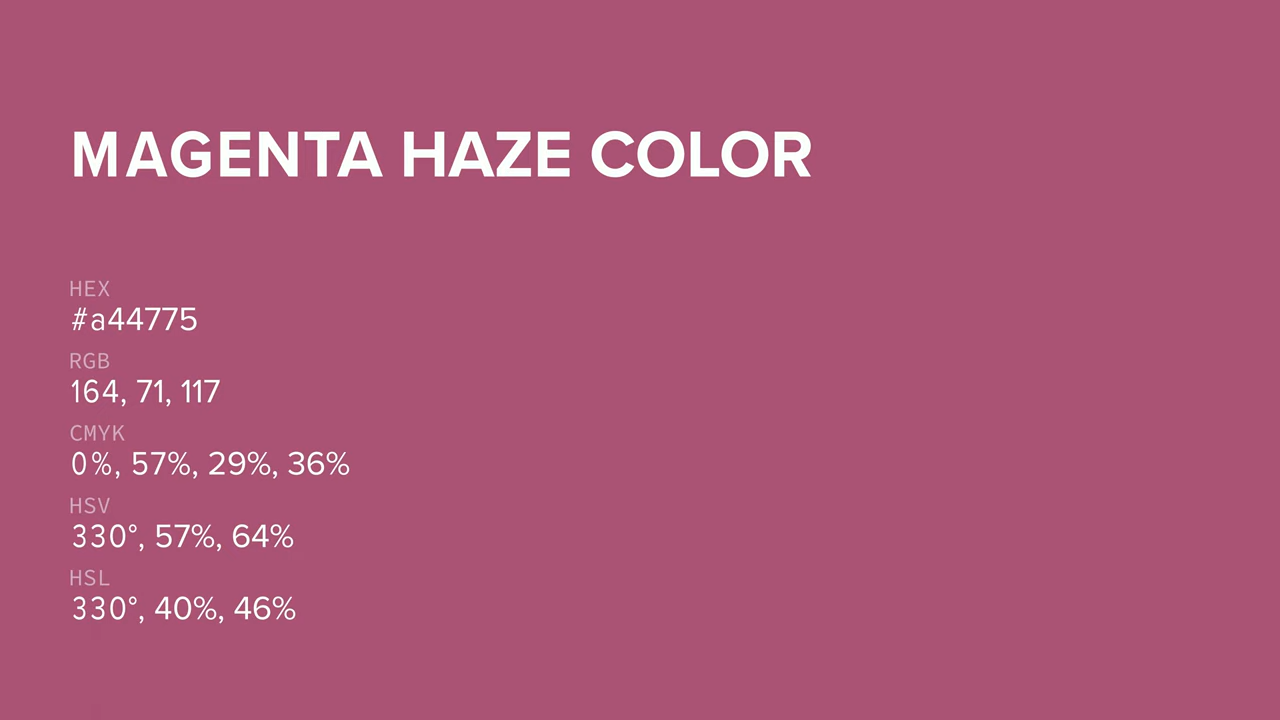 MAGENTA HAZE COLOR
HEX
#a44775
RGB
164, 71, 117
CMYK
0%, 57%, 29%, 36%
HSV
330°, 57%, 64%
HSL
330°, 40%, 46%